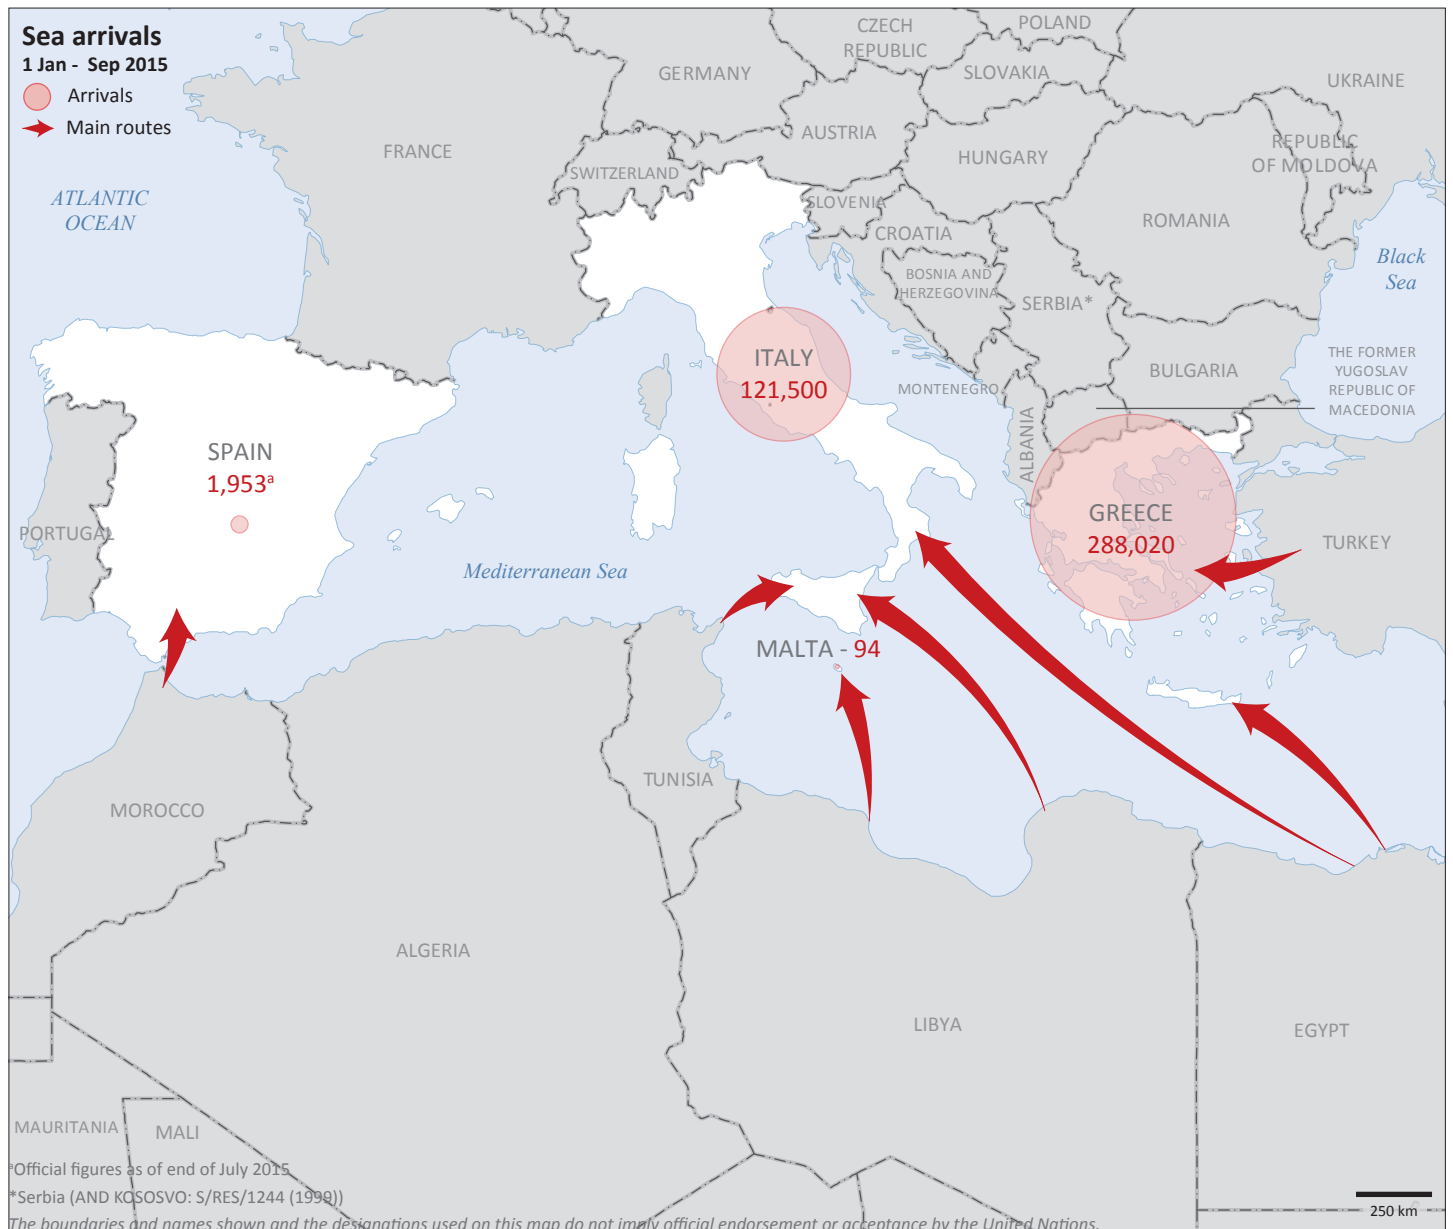 Sea arrivals
1 Jan - Sep 2015
Arrivals
Main routes
CZECH
REPUBLIC
POLAND
GERMANY
SLOVAKIA
UKRAINE
FRANCE
AUSTRIA
HUNGARY
REPUBLIC
OF MOLDOVA
SWITZERLAND
ATLANTIC
OCEAN
SLOVENIA
CROATIA
ROMANIA
Black
Sea
BOSNIA AND
HERZEGOVINA
SERBIA*
ITALY
121,500
BULGARIA
THE FORMER
YUGOSLAV
REPUBLIC OF
MACEDONIA
MONTENEGRO
ALBANIA
SPAIN
1,953ª
GREECE
288,020
PORTUGAL
TURKEY
Mediterranean Sea
MALTA - 94
TUNISIA
MOROCCO
ALGERIA
LIBYA
EGYPT
MAURITANIA
MALI
ªOfficial figures as of end of July 2015
*Serbia (AND KOSOSVO: S/RES/1244 (1999))
250 km
The boundaries and names shown and the designations used on this map do not imply official endorsement or acceptance by the United Nations.